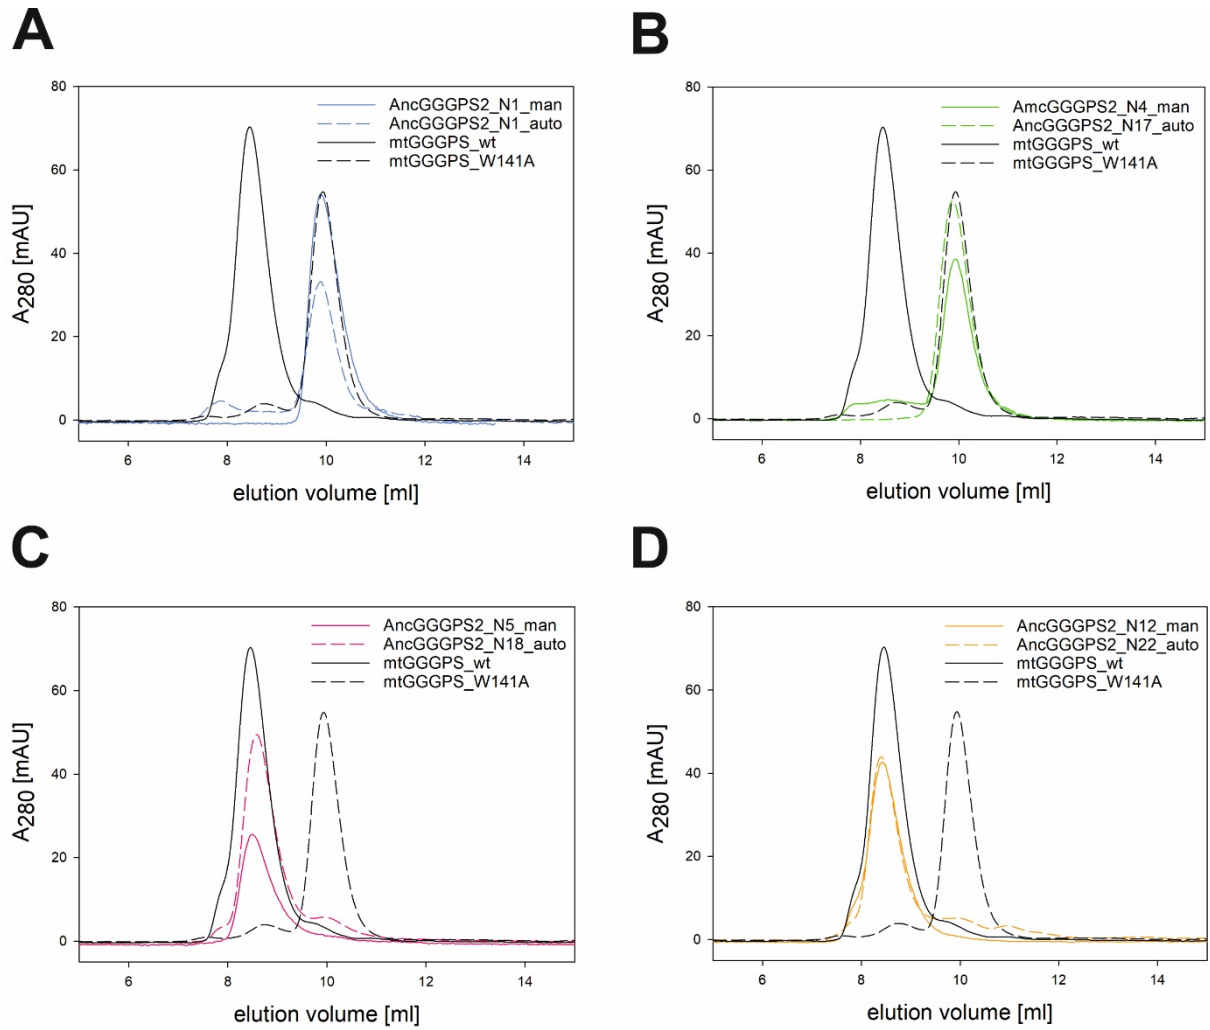 A
80
60
40
20
0
A280 [mAU]
AncGGGPS2_N1_man
AncGGGPS2_N1_auto
mtGGGPS_wt
mtGGGPS_W141A
6 8 10 12 14
elution volume [ml]
B
80
60
40
20
0
A280 [mAU]
AmcGGGPS2_N4_man
AncGGGPS2_N17_auto
mtGGGPS_wt
mtGGGPS_W141A
6 8 10 12 14
elution volume [ml]
C
80
60
40
20
0
A280 [mAU]
AncGGGPS2_N5_man
AncGGGPS2_N18_auto
mtGGGPS_wt
mtGGGPS_W141A
6 8 10 12 14
elution volume [ml]
D
80
60
40
20
0
A280 [mAU]
AncGGGPS2_N12_man
AncGGGPS2_N22_auto
mtGGGPS_wt
mtGGGPS_W141A
6 8 10 12 14
elution volume [ml]